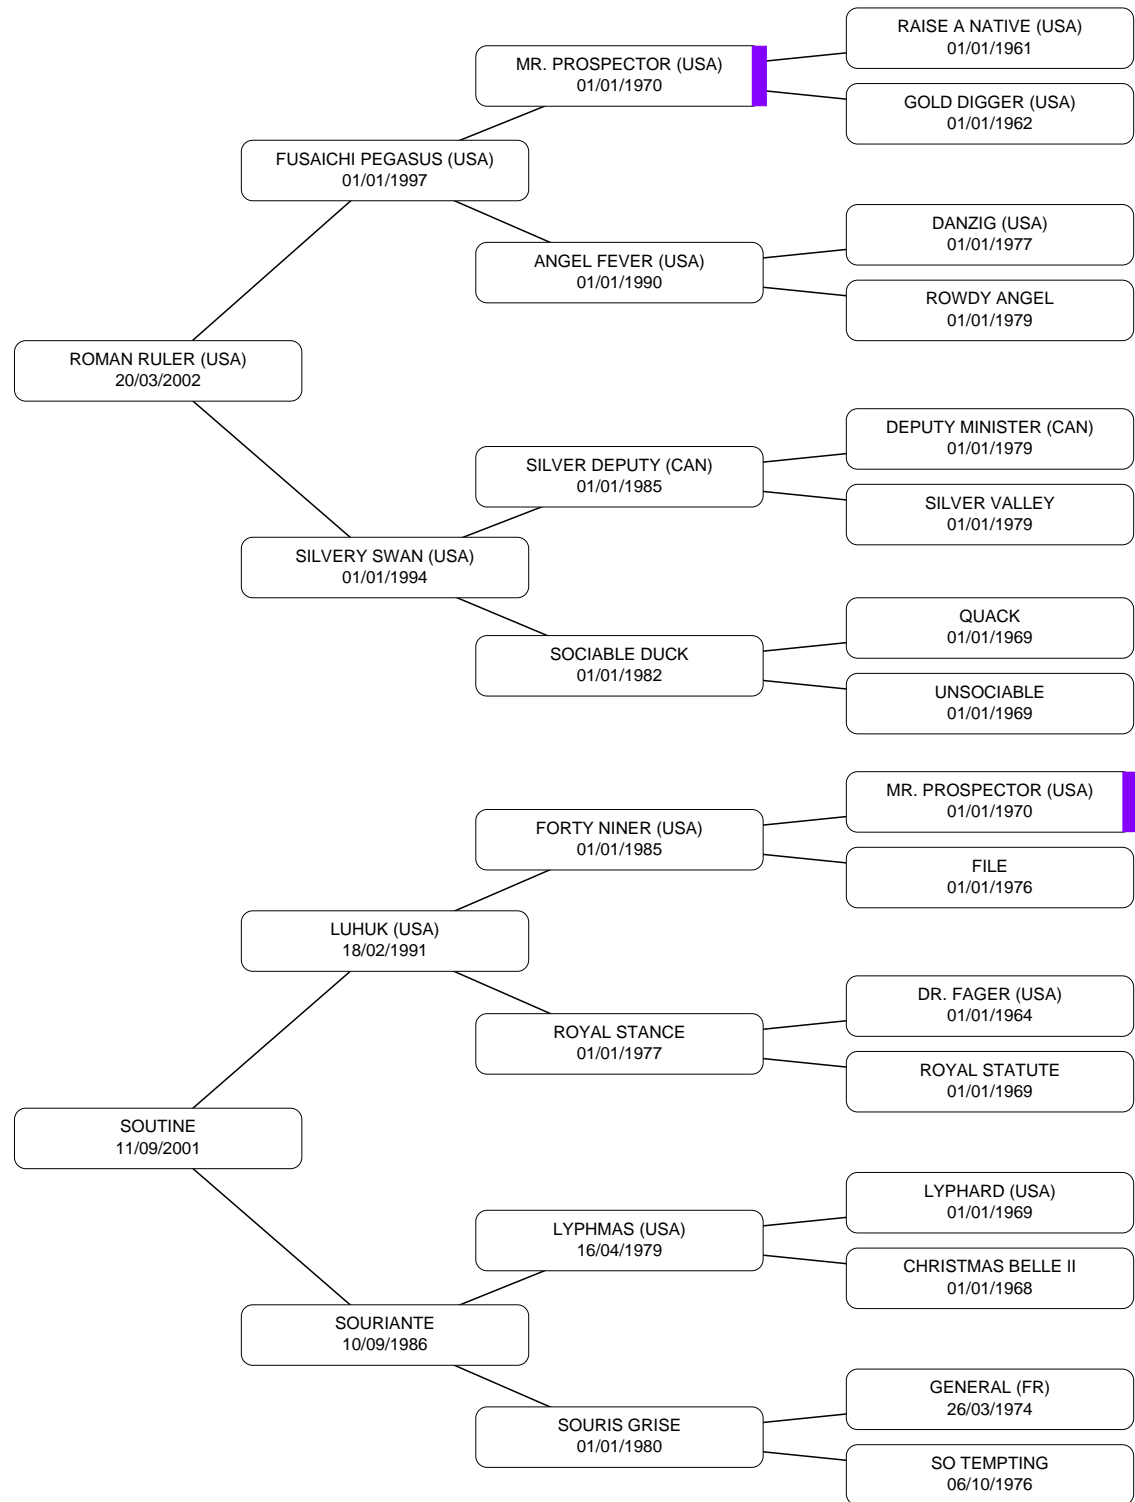 RAISE A NATIVE (USA)
01/01/1961
MR. PROSPECTOR (USA)
01/01/1970
GOLD DIGGER (USA)
01/01/1962
FUSAICHI PEGASUS (USA)
01/01/1997
DANZIG (USA)
01/01/1977
ANGEL FEVER (USA)
01/01/1990
ROWDY ANGEL
01/01/1979
ROMAN RULER (USA)
20/03/2002
DEPUTY MINISTER (CAN)
01/01/1979
SILVER DEPUTY (CAN)
01/01/1985
SILVER VALLEY
01/01/1979
SILVERY SWAN (USA)
01/01/1994
QUACK
01/01/1969
SOCIABLE DUCK
01/01/1982
UNSOCIABLE
01/01/1969
MR. PROSPECTOR (USA)
01/01/1970
FORTY NINER (USA)
01/01/1985
FILE
01/01/1976
LUHUK (USA)
18/02/1991
DR. FAGER (USA)
01/01/1964
ROYAL STANCE
01/01/1977
ROYAL STATUTE
01/01/1969
SOUTINE
11/09/2001
LYPHARD (USA)
01/01/1969
LYPHMAS (USA)
16/04/1979
CHRISTMAS BELLE II
01/01/1968
SOURIANTE
10/09/1986
GENERAL (FR)
26/03/1974
SOURIS GRISE
01/01/1980
SO TEMPTING
06/10/1976